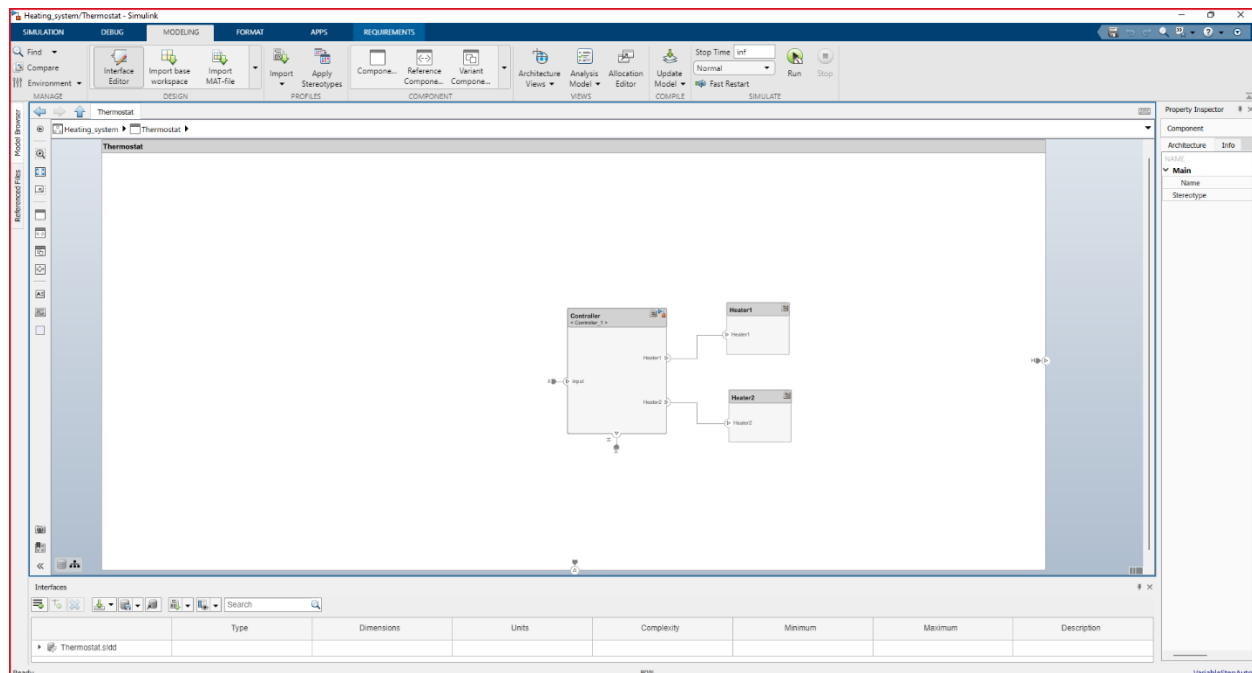 Heating_system/Thermostat - Simulink
SIMULATION DEBUG MODELING FORMAT APPS REQUIREMENTS
Find
Compare
Environment
MANAGE
Interface Editor
Import base workspace
Import MAT-file
DESIGN
Import
Apply Stereotypes
PROFILES
Compone...
Reference Compone...
Variant Compone...
COMPONENT
Architecture Views
Analysis Model
Allocation Editor
VIEWS
Update Model
COMPILE
Stop Time inf
Normal
Fast Restart
Run
Stop
SIMULATE
Model Browser
Referenced Files
Thermostat
Heating_system Thermostat
Thermostat
Controller
< Controller_1 >
Heater1
Heater2
input
Heater1
Heater1
Heater2
Heater2
Property Inspector
Component
Architecture Info
NAME
Main
Name
Stereotype
Interfaces
Search
Type Dimensions Units Complexity Minimum Maximum Description
Thermostat.sldd
Ready 80% VariableStepAuto